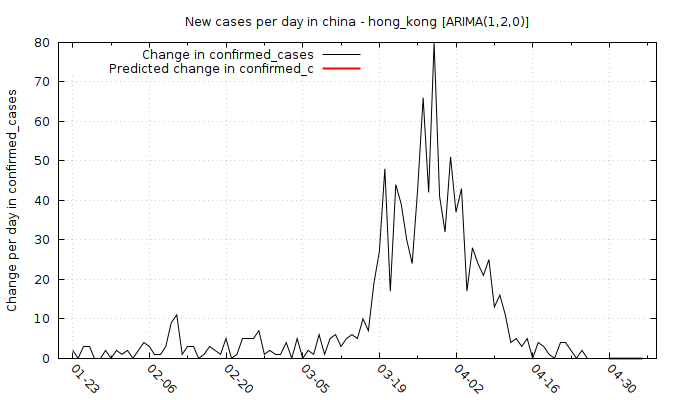 New cases per day in china - hong_kong [ARIMA(1,2,0)]
Change in confirmed_cases
Predicted change in confirmed_c
Change per day in confirmed_cases
80
70
60
50
40
30
20
10
0
01-23 02-06 02-20 03-05 03-19 04-02 04-16 04-30